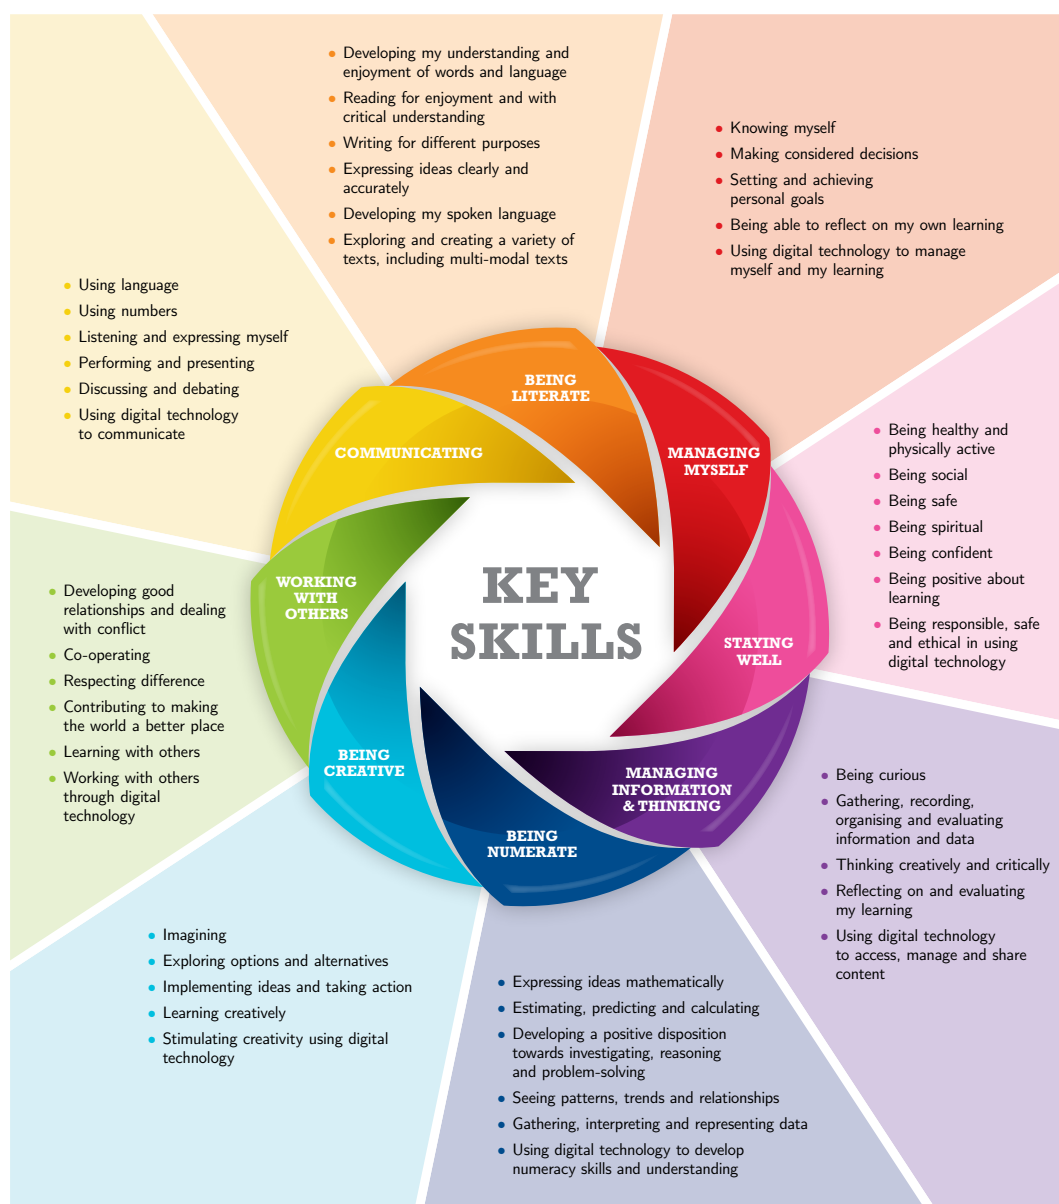 • Developing my understanding and
enjoyment of words and language
• Reading for enjoyment and with
critical understanding
• Writing for different purposes
• Expressing ideas clearly and
accurately
• Developing my spoken language
• Exploring and creating a variety of
texts, including multi-modal texts
• Knowing myself
• Making considered decisions
• Setting and achieving
personal goals
• Being able to reflect on my own learning
• Using digital technology to manage
myself and my learning
• Using language
• Using numbers
• Listening and expressing myself
• Performing and presenting
• Discussing and debating
• Using digital technology
to communicate
BEING
LITERATE
MANAGING
MYSELF
COMMUNICATING
• Being healthy and
physically active
• Being social
• Being safe
• Being spiritual
• Being confident
• Being positive about
learning
• Being responsible, safe
and ethical in using
digital technology
WORKING
WITH
OTHERS
KEY
SKILLS
STAYING
WELL
• Developing good
relationships and dealing
with conflict
• Co-operating
• Respecting difference
• Contributing to making
the world a better place
• Learning with others
• Working with others
through digital
technology
BEING
CREATIVE
MANAGING
INFORMATION
& THINKING
BEING
NUMERATE
• Being curious
• Gathering, recording,
organising and evaluating
information and data
• Thinking creatively and critically
• Reflecting on and evaluating
my learning
• Using digital technology
to access, manage and share
content
• Imagining
• Exploring options and alternatives
• Implementing ideas and taking action
• Learning creatively
• Stimulating creativity using digital
technology
• Expressing ideas mathematically
• Estimating, predicting and calculating
• Developing a positive disposition
towards investigating, reasoning
and problem-solving
• Seeing patterns, trends and relationships
• Gathering, interpreting and representing data
• Using digital technology to develop
numeracy skills and understanding